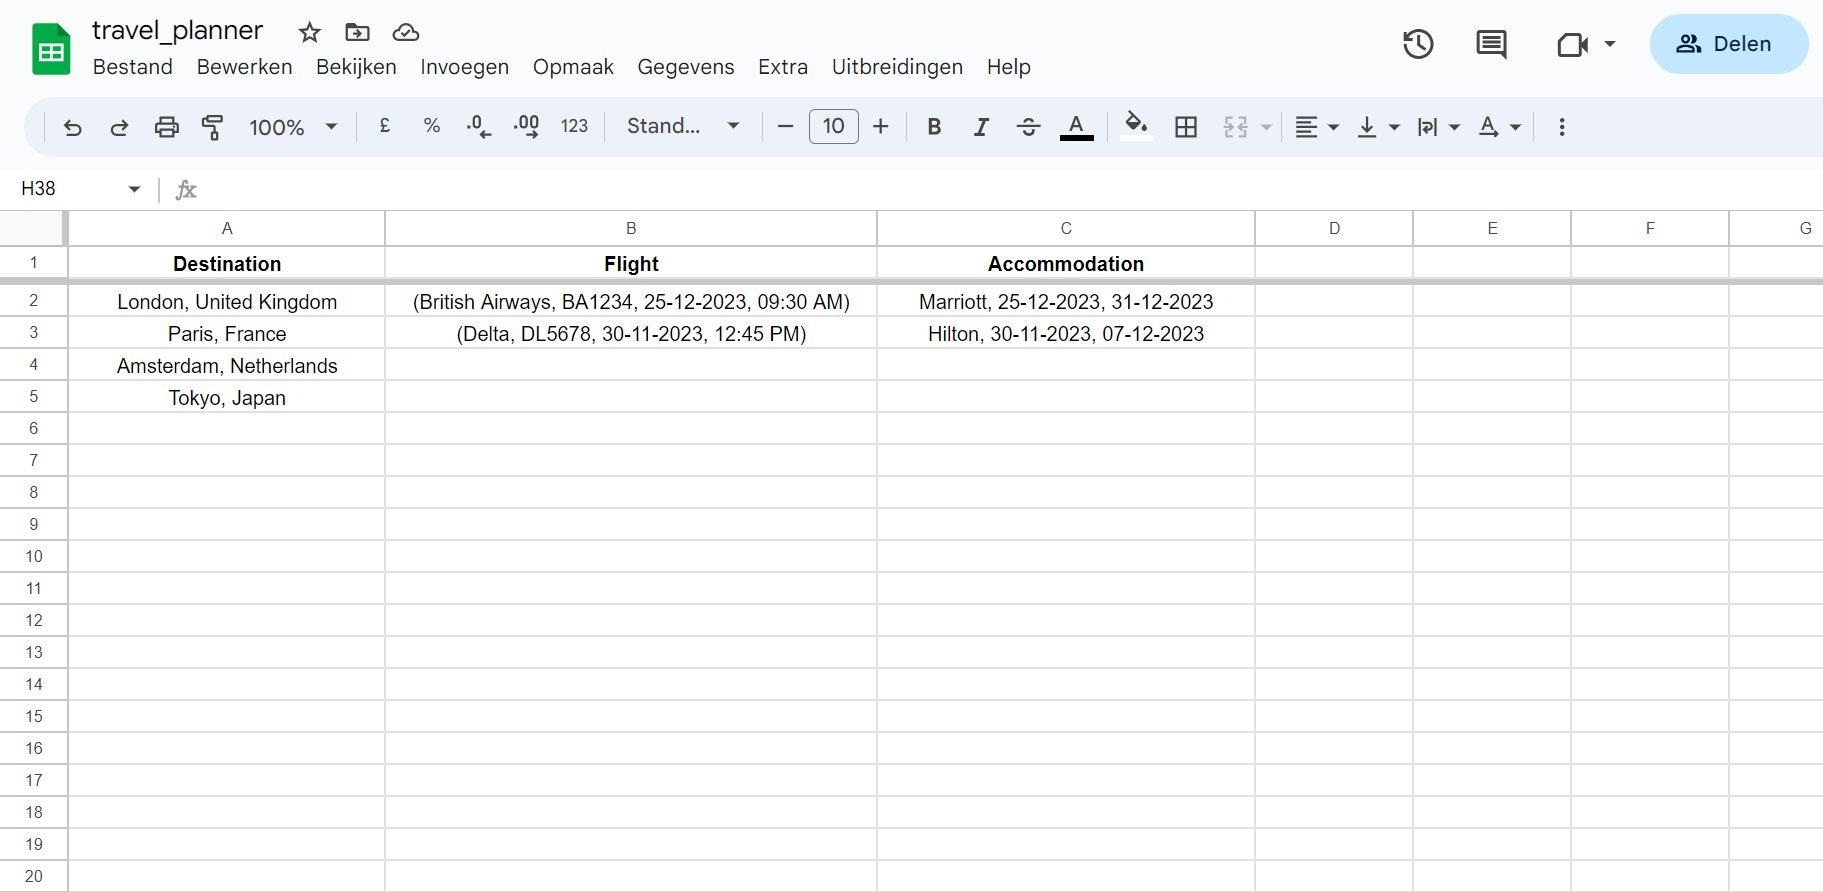 travel_planner
Bestand Bewerken Bekijken Invoegen Opmaak Gegevens Extra Uitbreidingen Help
Delen
100% £ % .0 .00 123 Stand... 10 B I A A
H38 fx
A B C D E F G
1 Destination Flight Accommodation
2 London, United Kingdom (British Airways, BA1234, 25-12-2023, 09:30 AM) Marriott, 25-12-2023, 31-12-2023
3 Paris, France (Delta, DL5678, 30-11-2023, 12:45 PM) Hilton, 30-11-2023, 07-12-2023
4 Amsterdam, Netherlands
5 Tokyo, Japan
6
7
8
9
10
11
12
13
14
15
16
17
18
19
20